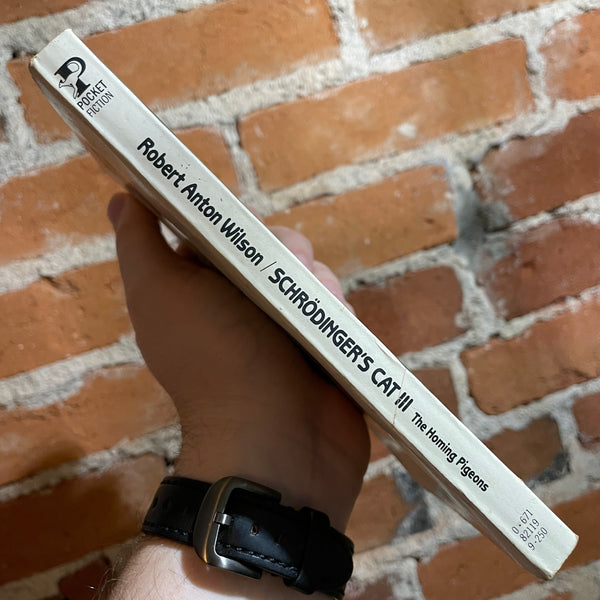 POCKET
FICTION
Robert Anton Wilson / SCHRÖDINGER'S CAT III The Homing Pigeons
0-671
82119
9-250